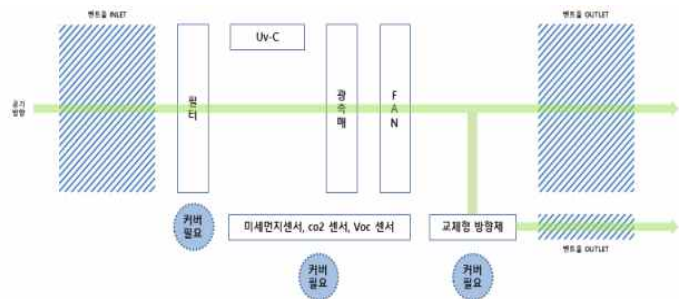 벤트홀 INLET
벤트홀 OUTLET
Uv-C
공기
방향
필
터
광
촉
매
F
A
N
커버
필요
미세먼지센서, co2 센서, Voc 센서
교체형 방향제
벤트홀 OUTLET
커버
필요
커버
필요